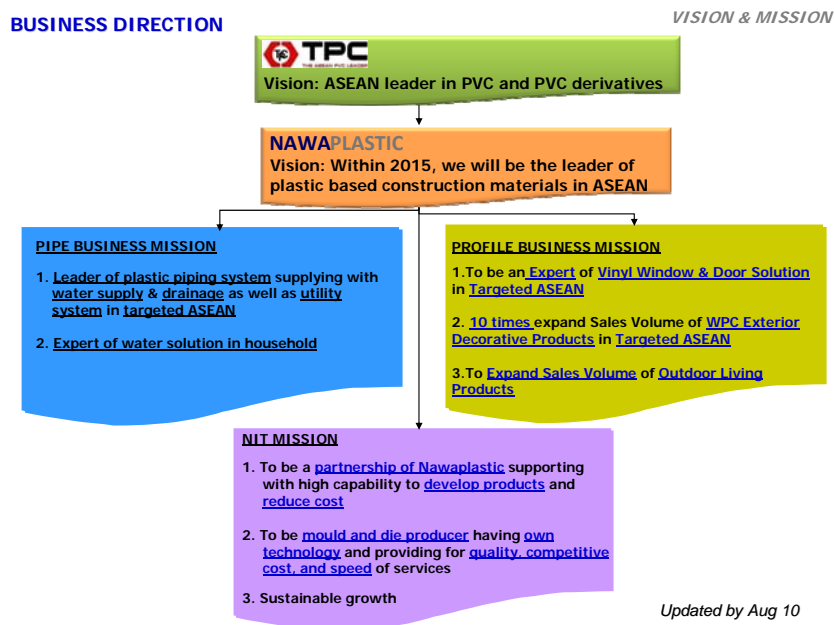 BUSINESS DIRECTION
VISION & MISSION
TPC
THE ASEAN PVC LEADER
Vision: ASEAN leader in PVC and PVC derivatives
NAWAPLASTIC
Vision: Within 2015, we will be the leader of
plastic based construction materials in ASEAN
PIPE BUSINESS MISSION
1. Leader of plastic piping system supplying with
water supply & drainage as well as utility
system in targeted ASEAN
2. Expert of water solution in household
PROFILE BUSINESS MISSION
1.To be an Expert of Vinyl Window & Door Solution
in Targeted ASEAN
2. 10 times expand Sales Volume of WPC Exterior
Decorative Products in Targeted ASEAN
3.To Expand Sales Volume of Outdoor Living
Products
NIT MISSION
1. To be a partnership of Nawaplastic supporting
with high capability to develop products and
reduce cost
2. To be mould and die producer having own
technology and providing for quality, competitive
cost, and speed of services
3. Sustainable growth
Updated by Aug 10